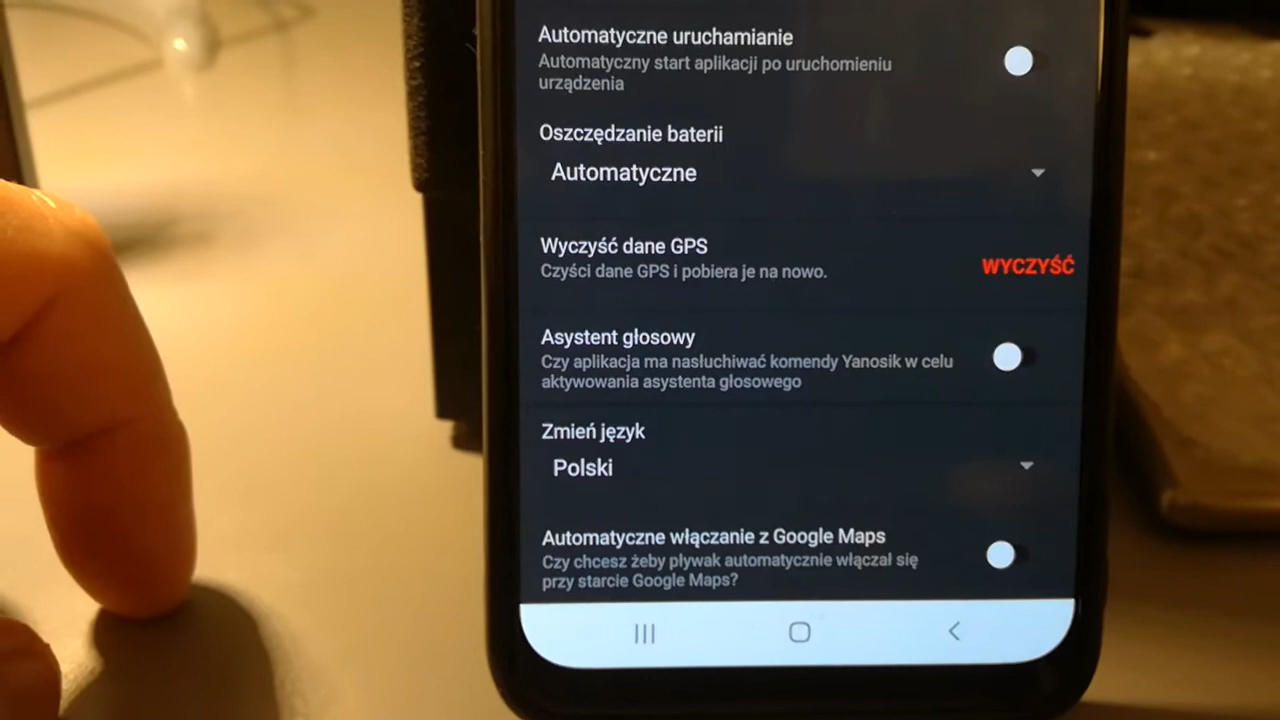 Automatyczne uruchamianie
Automatyczny start aplikacji po uruchomieniu
urządzenia
Oszczędzanie baterii
Automatyczne
Wyczyść dane GPS
Czyści dane GPS i pobiera je na nowo.
WYCZYŚĆ
Asystent głosowy
Czy aplikacja ma nasłuchiwać komendy Yanosik w celu
aktywowania asystenta głosowego
Zmień język
Polski
Automatyczne włączanie z Google Maps
Czy chcesz żeby pływak automatycznie włączał się
przy starcie Google Maps?